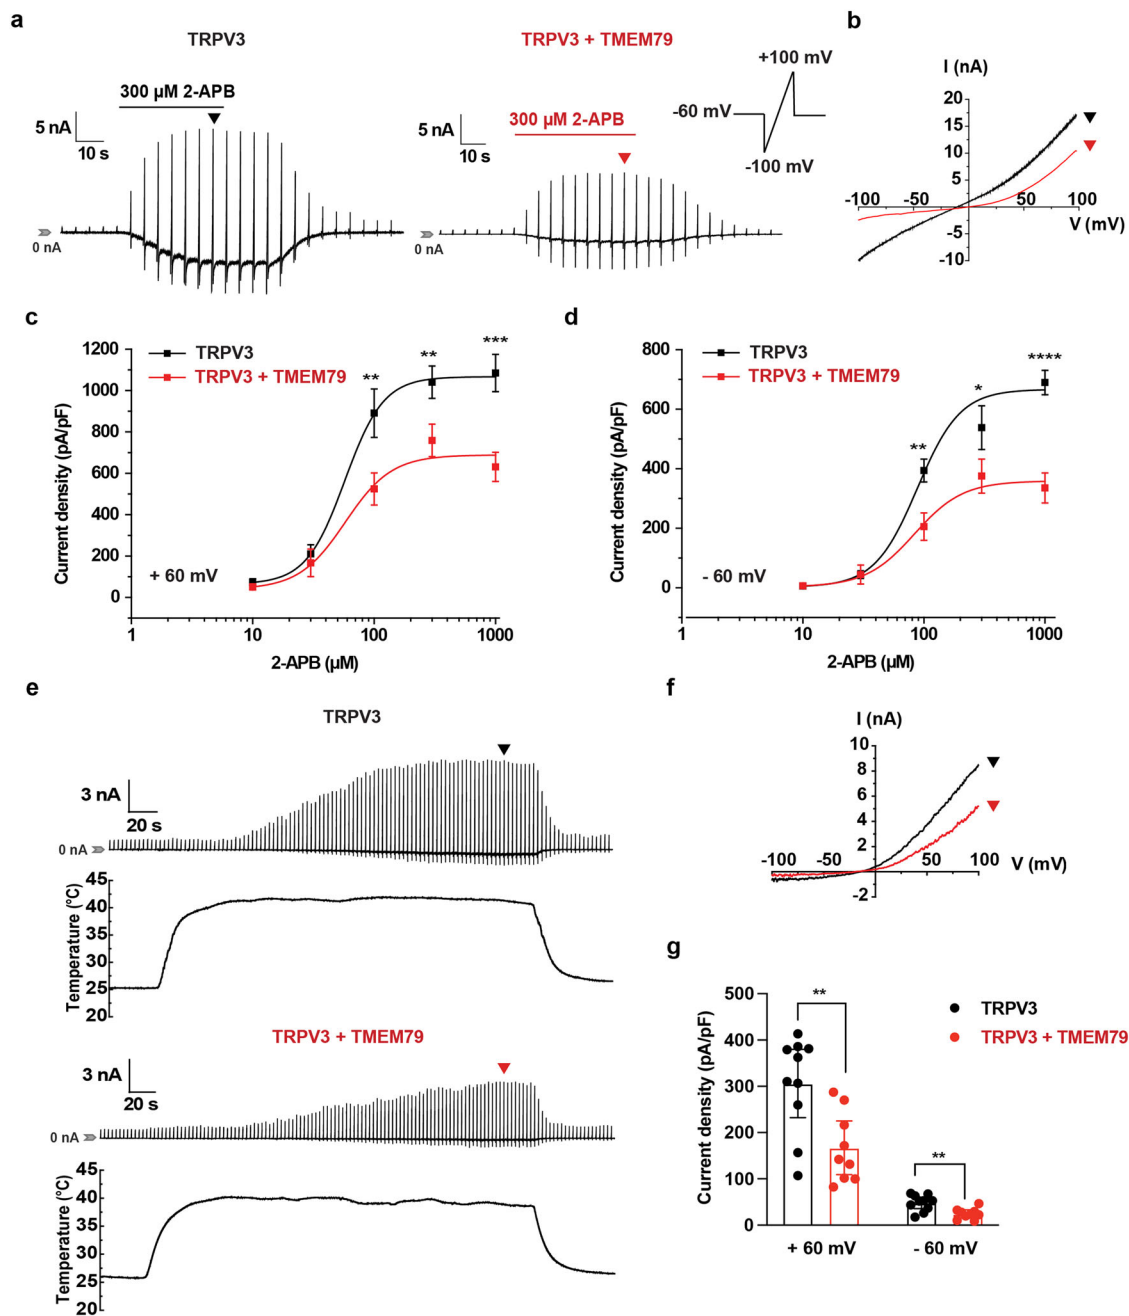 a
TRPV3
TRPV3 + TMEM79
300 µM 2-APB
5 nA
10 s
0 nA
300 µM 2-APB
5 nA
10 s
0 nA
+100 mV
-60 mV
-100 mV
b
I (nA)
20
15
10
5
0
-5
-10
-100
-50
50
100
V (mV)
c
TRPV3
TRPV3 + TMEM79
**
**
***
1200
1000
800
600
400
200
0
Current density (pA/pF)
+ 60 mV
1
10
100
1000
2-APB (µM)
d
TRPV3
TRPV3 + TMEM79
**
*
****
800
600
400
200
0
Current density (pA/pF)
- 60 mV
1
10
100
1000
2-APB (µM)
e
TRPV3
3 nA
20 s
0 nA
45
40
35
30
25
20
Temperature (°C)
TRPV3 + TMEM79
3 nA
20 s
0 nA
45
40
35
30
25
20
Temperature (°C)
f
I (nA)
10
8
6
4
2
0
-2
-100
-50
50
100
V (mV)
g
500
400
300
200
100
0
Current density (pA/pF)
**
**
TRPV3
TRPV3 + TMEM79
+ 60 mV
- 60 mV